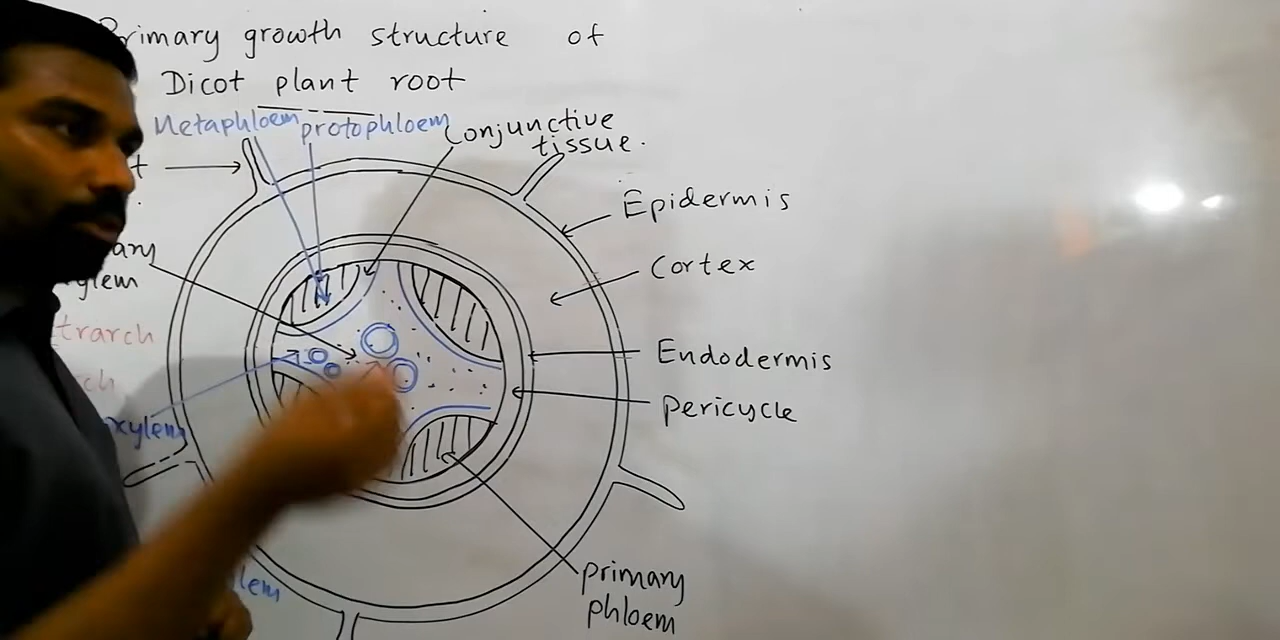 Primary growth structure of
Dicot plant root
Metaphloem protophloem Conjunctive
tissue.
Epidermis
Cortex
Endodermis
pericycle
primary
phloem